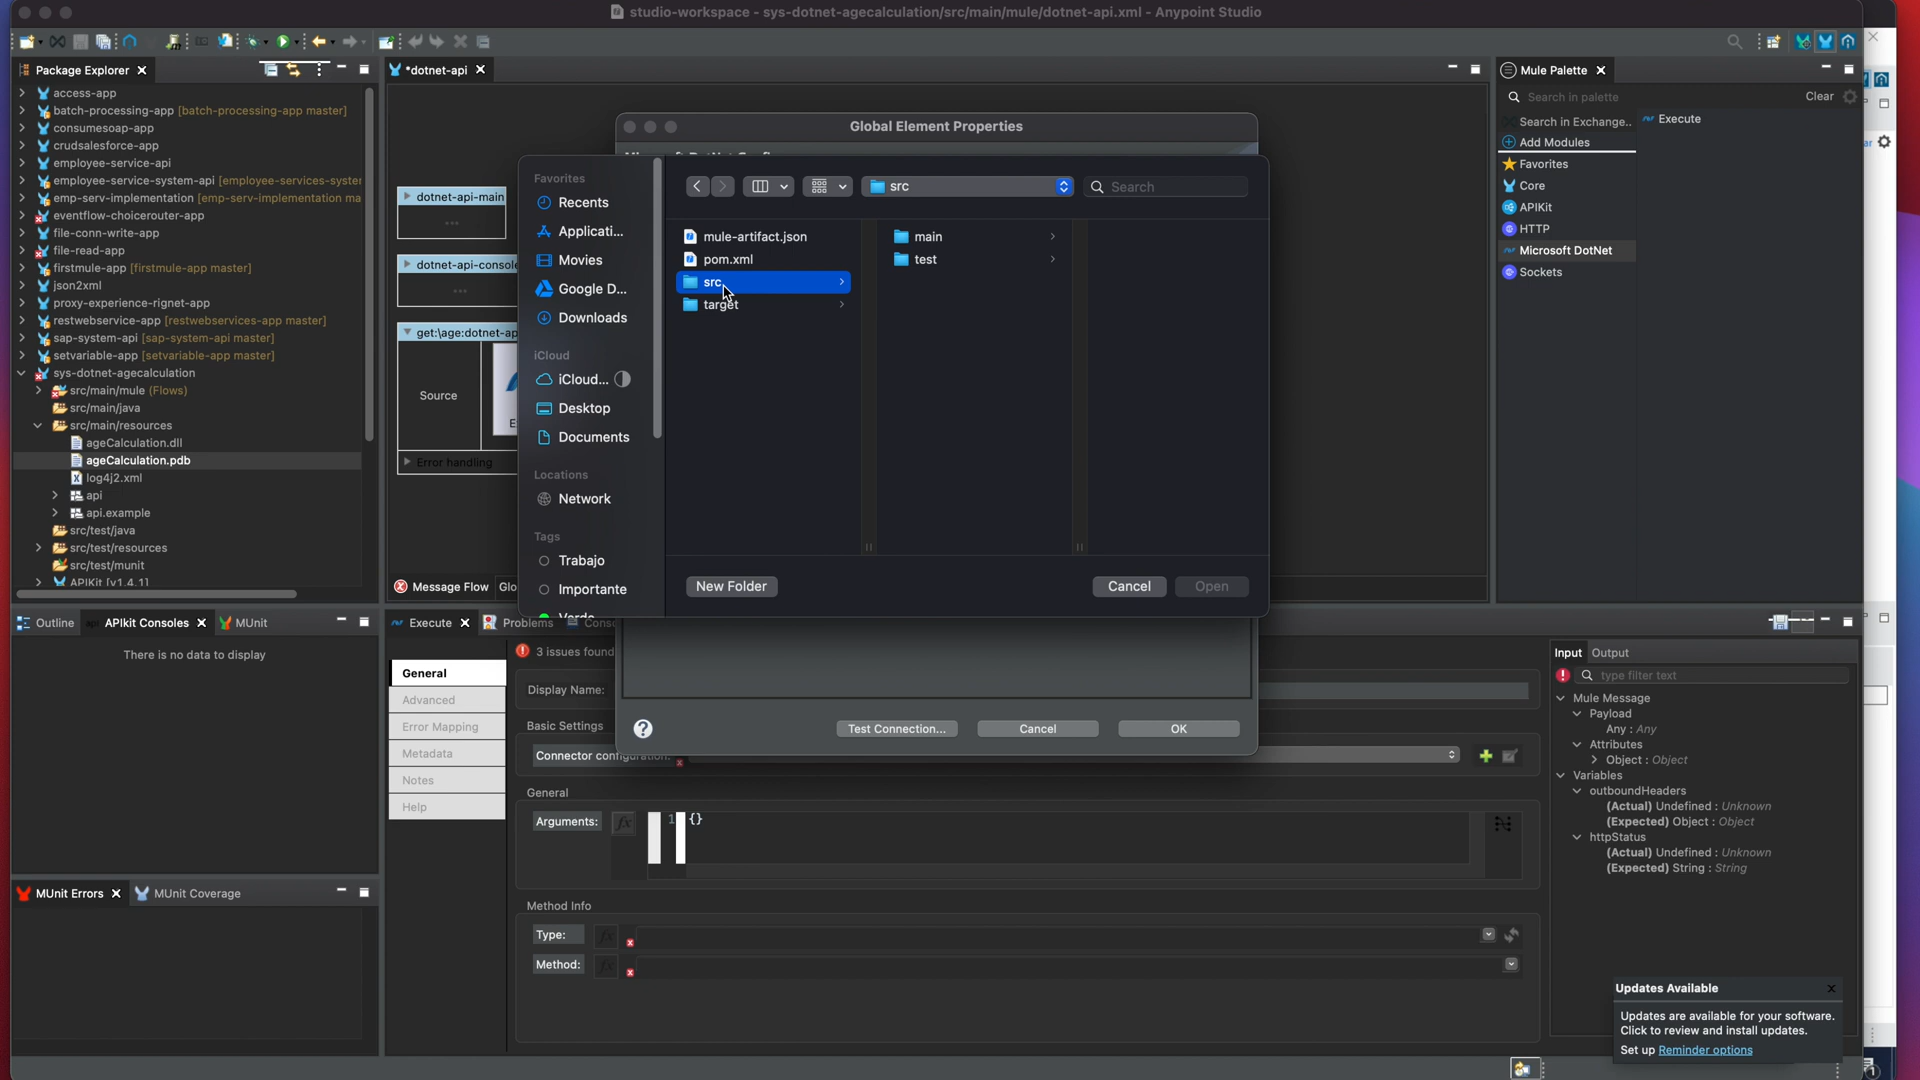 studio-workspace - sys-dotnet-agecalculation/src/main/mule/dotnet-api.xml - Anypoint Studio
Package Explorer
access-app
batch-processing-app [batch-processing-app master]
consumesoap-app
crudsalesforce-app
employee-service-api
employee-service-system-api [employee-services-syster
emp-serv-implementation [emp-serv-implementation ma
eventflow-choicerouter-app
file-conn-write-app
file-read-app
firstmule-app [firstmule-app master]
json2xml
proxy-experience-rignet-app
restwebservice-app [restwebservices-app master]
sap-system-api [sap-system-api master]
setvariable-app [setvariable-app master]
sys-dotnet-agecalculation
src/main/mule (Flows)
src/main/java
src/main/resources
ageCalculation.dll
ageCalculation.pdb
log4j2.xml
api
api.example
src/test/java
src/test/resources
src/test/munit
APIKit [v1.4.1]
*dotnet-api
dotnet-api-main
dotnet-api-console
get:\age:dotnet-ap
Source
E
Error handling
Message Flow
Glo
Global Element Properties
Favorites
Recents
Applicati...
Movies
Google D...
Downloads
iCloud
iCloud...
Desktop
Documents
Locations
Network
Tags
Trabajo
Importante
Verde
src
Search
mule-artifact.json
pom.xml
src
target
main
test
New Folder
Cancel
Open
Test Connection...
Cancel
OK
Mule Palette
Search in palette
Clear
Search in Exchange..
Add Modules
Favorites
Core
APIKit
HTTP
Microsoft DotNet
Sockets
Execute
Outline
APIkit Consoles
MUnit
There is no data to display
MUnit Errors
MUnit Coverage
Execute
Problems
Conso
General
Advanced
Error Mapping
Metadata
Notes
Help
3 issues found
Display Name:
Basic Settings
Connector configuration:
General
Arguments:
fx
1
{}
Method Info
Type:
fx
Method:
fx
Input
Output
type filter text
Mule Message
Payload
Any : Any
Attributes
Object : Object
Variables
outboundHeaders
(Actual) Undefined : Unknown
(Expected) Object : Object
httpStatus
(Actual) Undefined : Unknown
(Expected) String : String
Updates Available
Updates are available for your software.
Click to review and install updates.
Set up Reminder options